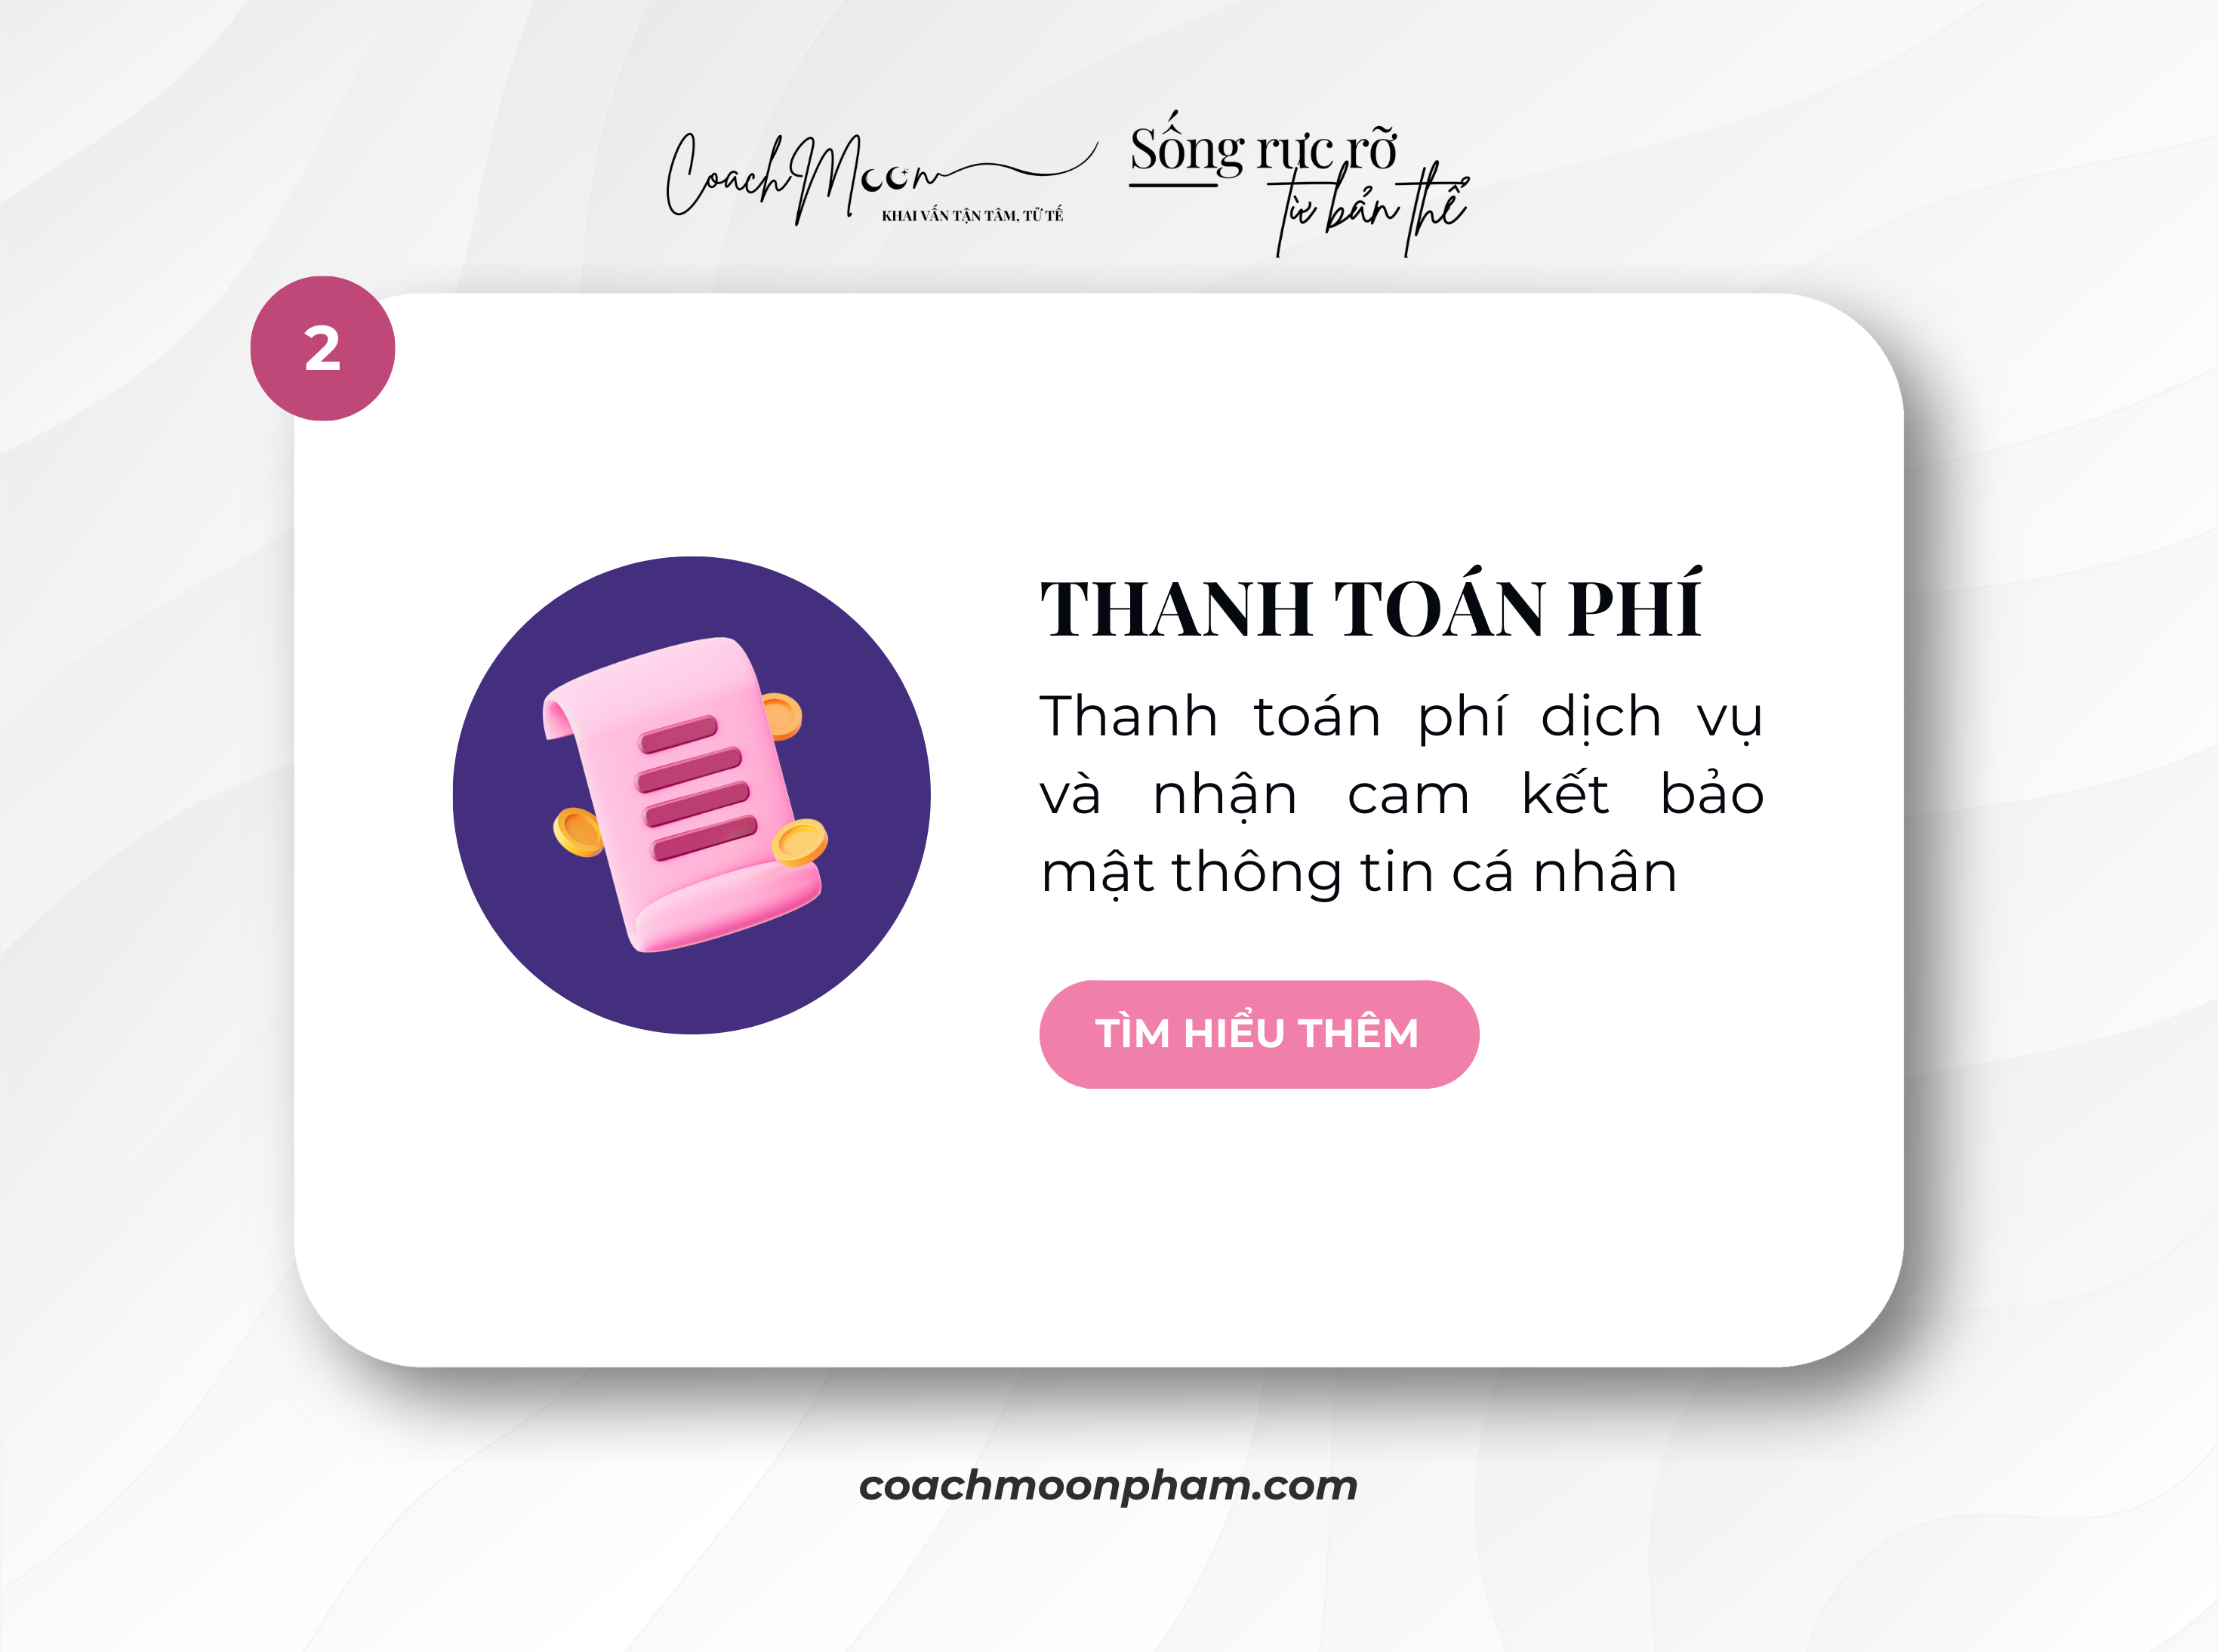 CoachMoon
KHAI VẤN TẬN TÂM, TỬ TẾ
Sống rực rỡ
từ bản thể
2
THANH TOÁN PHÍ
Thanh toán phí dịch vụ
và nhận cam kết bảo
mật thông tin cá nhân
TÌM HIỂU THÊM
coachmoonpham.com